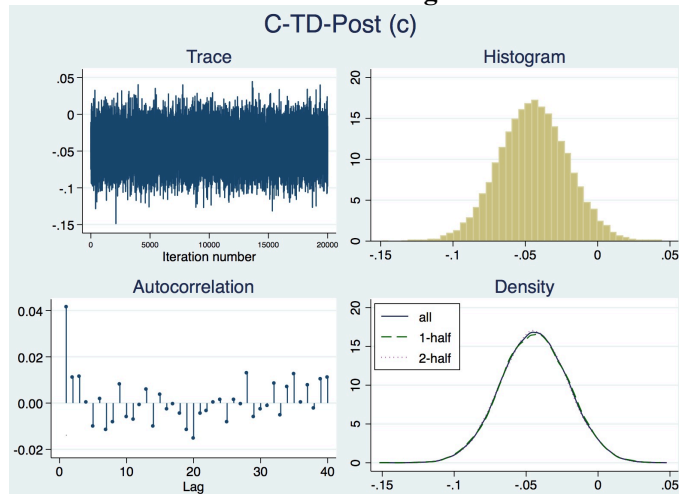 C-TD-Post (c)
Trace
.05
0
-.05
-.1
-.15
0 5000 10000 15000 20000
Iteration number
Histogram
20
15
10
5
0
-.15 -.1 -.05 0 .05
Autocorrelation
0.04
0.02
0.00
-0.02
0 10 20 30 40
Lag
Density
20
15
10
5
0
all
1-half
2-half
-.15 -.1 -.05 0 .05